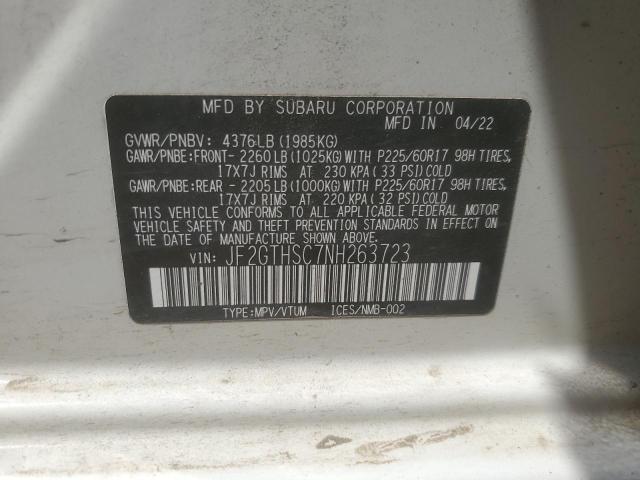 MFD BY SUBARU CORPORATION
MFD IN 04/22
GVWR/PNBV: 4376LB(1985KG)
GAWR/PNBE:FRONT- 2260LB(1025KG)WITH P225/60R17 98H TIRES,
17X7J RIMS AT 230 KPA(33 PSI)COLD
GAWR/PNBE:REAR - 2205LB(1000KG)WITH P225/60R17 98H TIRES,
17X7J RIMS AT 220 KPA(32 PSI)COLD
THIS VEHICLE CONFORMS TO ALL APPLICABLE FEDERAL MOTOR
VEHICLE SAFETY, BUMPER, AND THEFT PREVENTION STANDARDS
IN EFFECT ON THE DATE OF MANUFACTURE SHOWN ABOVE.
VIN: JF2GTHSC7NH263723
TYPE:MPV/VTUM ICES/NMB-002